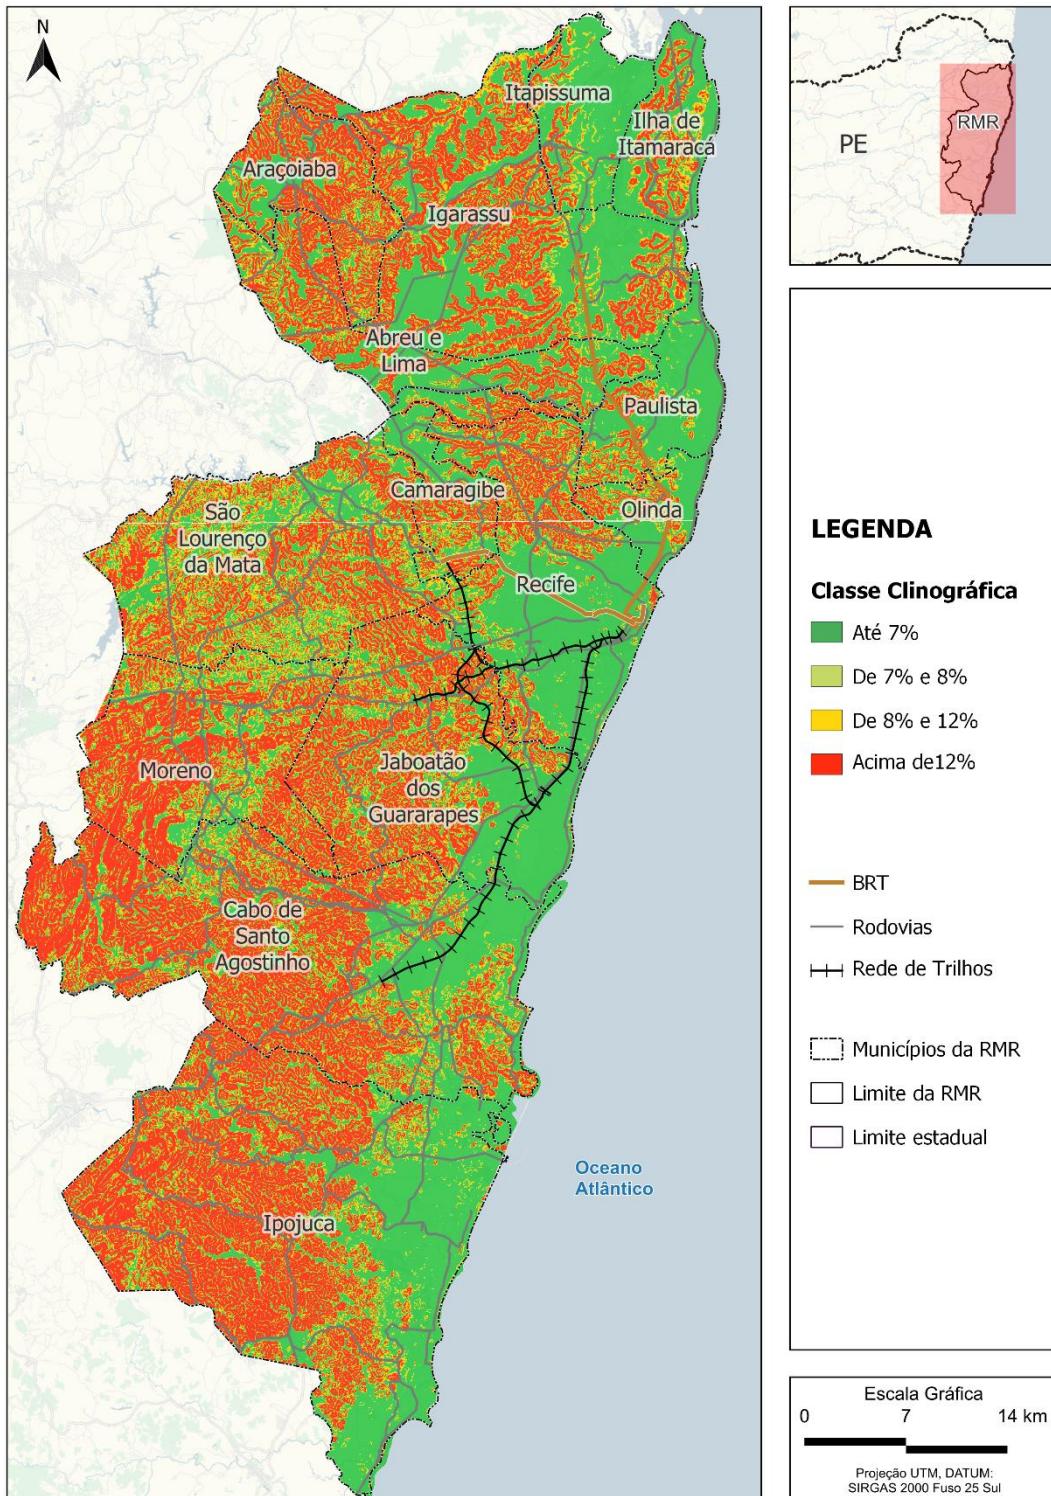 N
Itapissuma
Ilha de
Itamaracá
Araçoiaba
Igarassu
Abreu e
Lima
Paulista
Camaragibe
São
Lourenço
da Mata
Olinda
Recife
Moreno
Jaboatão
dos
Guararapes
Cabo de
Santo
Agostinho
Ipojuca
Oceano
Atlântico
PE
RMR
LEGENDA
Classe Clinográfica
Até 7%
De 7% e 8%
De 8% e 12%
Acima de12%
BRT
Rodovias
Rede de Trilhos
Municípios da RMR
Limite da RMR
Limite estadual
Escala Gráfica
0 7 14 km
Projeção UTM, DATUM:
SIRGAS 2000 Fuso 25 Sul